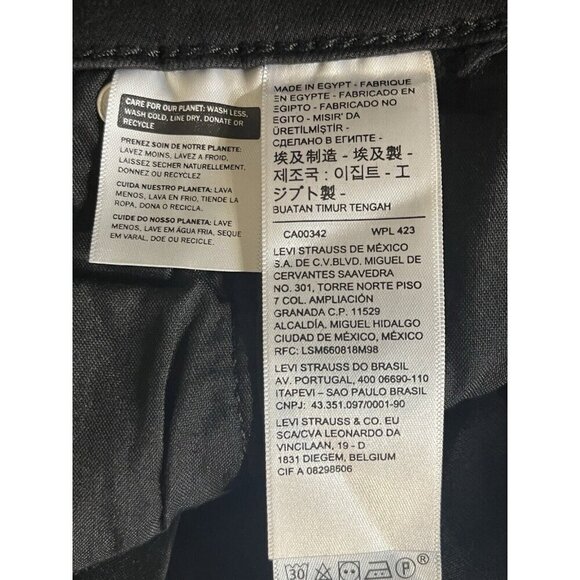 CARE FOR OUR PLANET: WASH LESS,
WASH COLD, LINE DRY, DONATE OR
RECYCLE
PRENEZ SOIN DE NOTRE PLANETE:
LAVEZ MOINS, LAVEZ A FROID,
LAISSEZ SECHER NATURELLEMENT,
DONNEZ OU RECYCLEZ
CUIDA NUESTRO PLANETA: LAVA
MENOS, LAVA EN FRIO, TIENDE LA
ROPA, DONA O RECICLA.
CUIDE DO NOSSO PLANETA: LAVE
MENOS, LAVE EM ÁGUA FRIA, SEQUE
EM VARAL, DOE OU RECICLE.
MADE IN EGYPT - FABRIQUE
EN EGYPTE - FABRICADO EN
EGIPTO - FABRICADO NO
EGITO - MISIR' DA
ÜRETİLMİŞTİR -
СДЕЛАНО В ЕГИПТЕ -
埃及制造 - 埃及製 -
제조국 : 이집트 - エ
ジプト製 -
BUATAN TIMUR TENGAH
CA00342 WPL 423
LEVI STRAUSS DE MÉXICO
S.A. DE C.V.BLVD. MIGUEL DE
CERVANTES SAAVEDRA
NO. 301, TORRE NORTE PISO
7 COL. AMPLIACIÓN
GRANADA C.P. 11529
ALCALDÍA, MIGUEL HIDALGO
CIUDAD DE MÉXICO, MÉXICO
RFC: LSM660818M98
LEVI STRAUSS DO BRASIL
AV. PORTUGAL, 400 06690-110
ITAPEVI – SAO PAULO BRASIL
CNPJ: 43.351.097/0001-90
LEVI STRAUSS & CO. EU
SCA/CVA LEONARDO DA
VINCILAAN, 19 - D
1831 DIEGEM, BELGIUM
CIF A 08298606
30 P ®